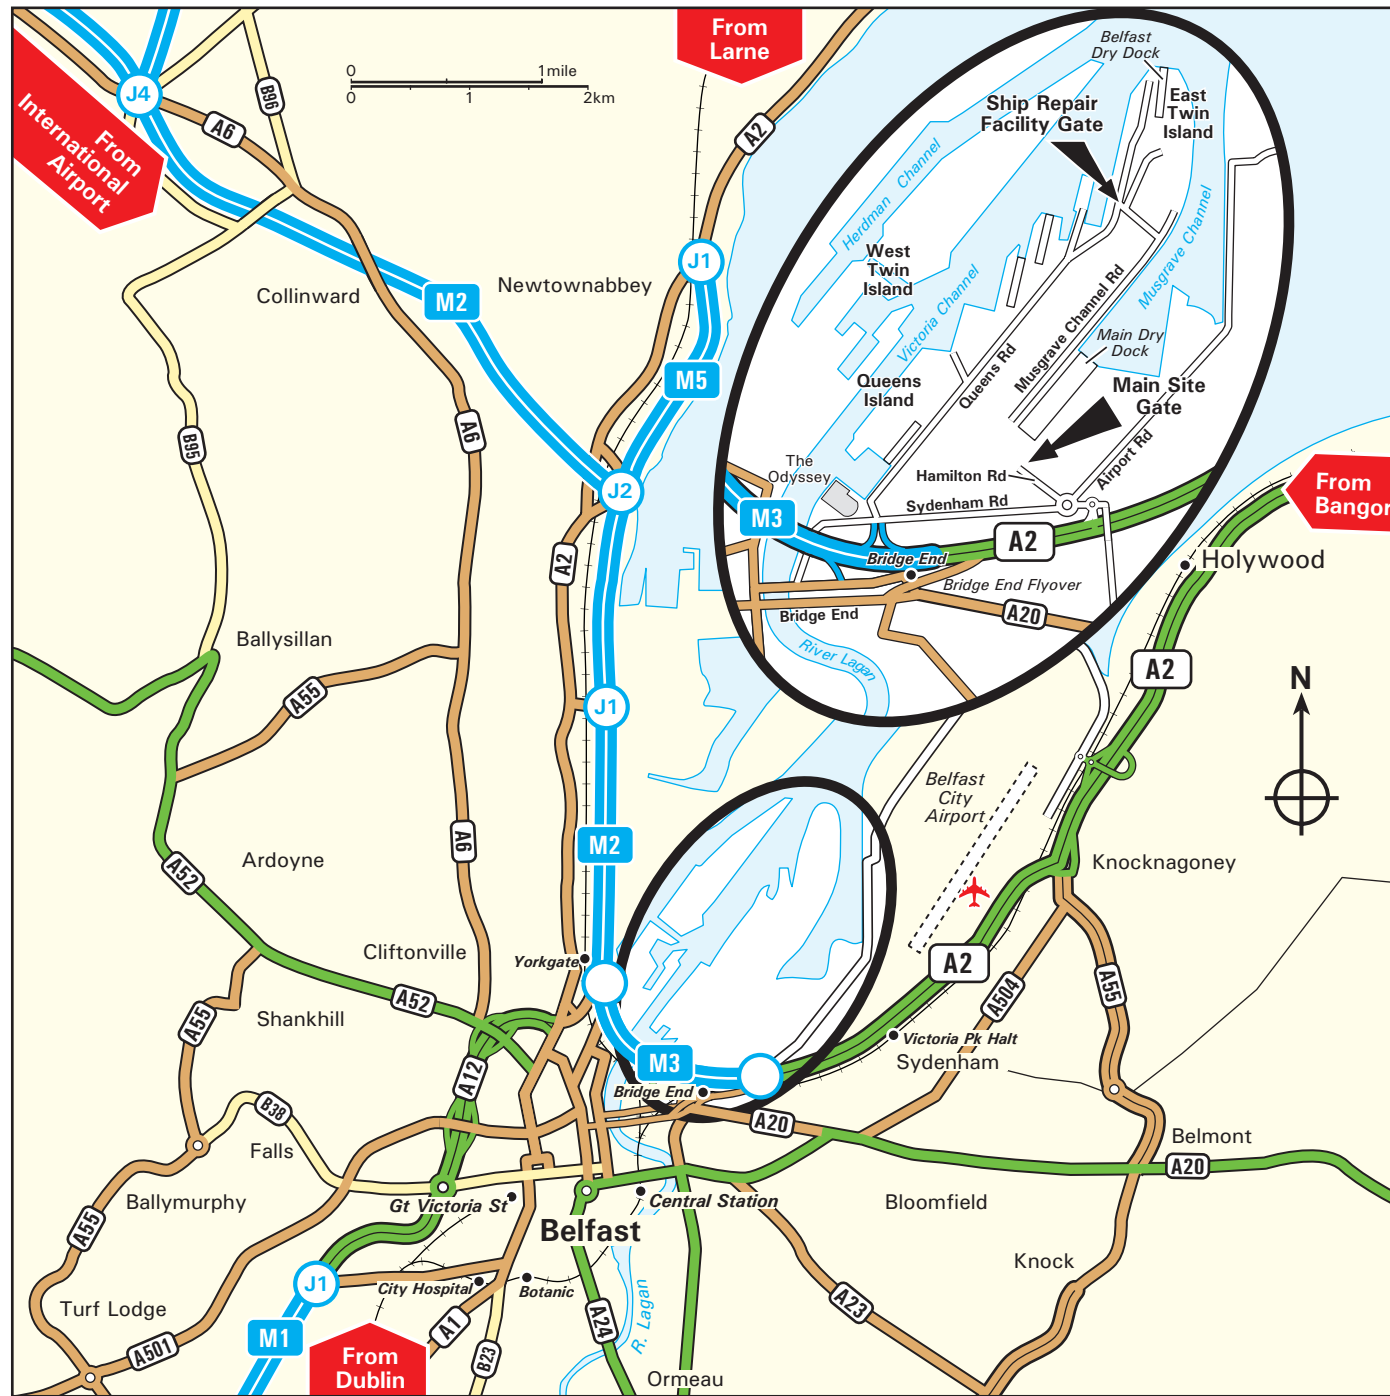 From
Larne
0
1mile
0
1
2km
J4
B96
A6
From
International
Airport
A2
Belfast
Dry Dock
East
Twin
Island
Ship Repair
Facility Gate
Herdman Channel
Musgrave Channel
West
Twin
Island
Victoria Channel
Queens Rd
Musgrave Channel Rd
Main Dry
Dock
Main Site
Gate
Queens
Island
Airport Rd
The
Odyssey
Hamilton Rd
Sydenham Rd
M3
A2
Bridge End
Bridge End Flyover
A20
Bridge End
River Lagan
J1
Newtownabbey
Collinward
M2
M5
A6
B95
J2
From
Bangor
Holywood
A2
A2
Ballysillan
A55
J1
N
Belfast
City
Airport
M2
A6
Ardoyne
A52
Knocknagoney
Cliftonville
Yorkgate
A2
A52
A504
A55
Shankhill
A55
Victoria Pk Halt
Sydenham
M3
Bridge End
A12
B38
A20
Falls
Belmont
A20
Ballymurphy
Gt Victoria St
Central Station
Bloomfield
A55
Belfast
Knock
J1
City Hospital
Botanic
Turf Lodge
R. Lagan
A23
A24
A1
M1
A501
B23
From
Dublin
Ormeau